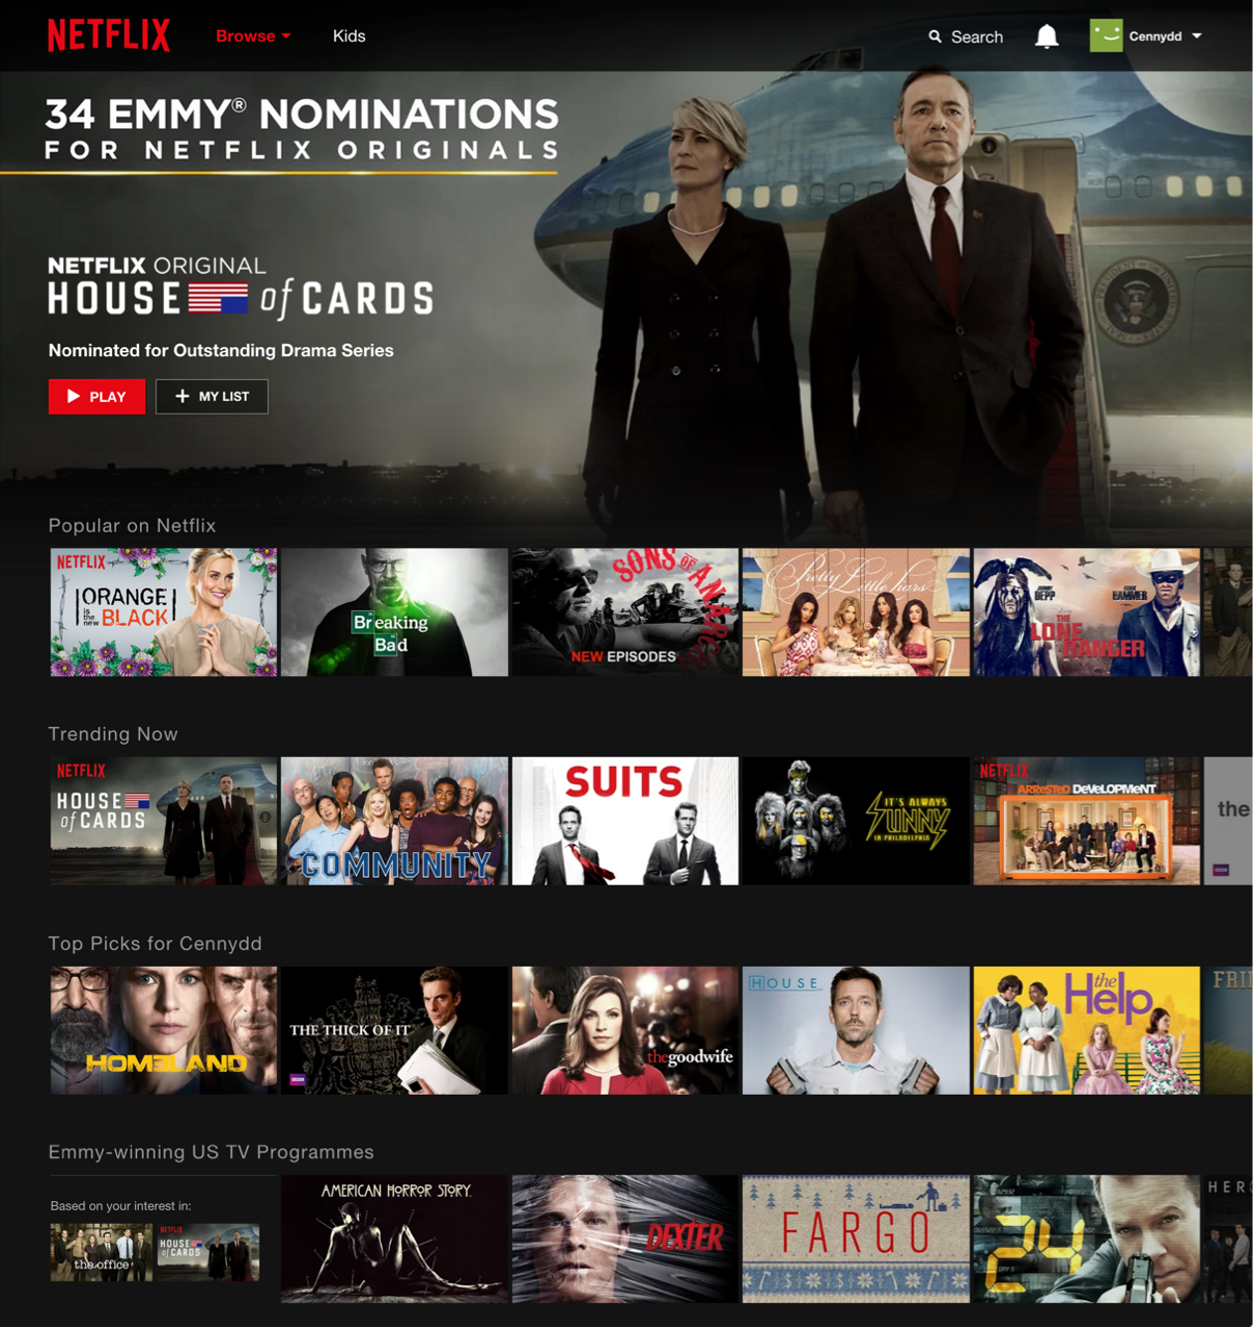 NETFLIX
Browse
Kids
Search
Cennydd
34 EMMY® NOMINATIONS
FOR NETFLIX ORIGINALS
NETFLIX ORIGINAL
HOUSE of CARDS
Nominated for Outstanding Drama Series
PLAY
MY LIST
Popular on Netflix
NETFLIX
ORANGE
is the new BLACK
Breaking
Bad
SONS OF ANARCHY
NEW EPISODES
Pretty Little Liars
JOHNNY DEPP
ARMIE HAMMER
THE LONE RANGER
Trending Now
NETFLIX
HOUSE
of CARDS
COMMUNITY
SUITS
IT'S ALWAYS
SUNNY
IN PHILADELPHIA
NETFLIX
ARRESTED DEVELOPMENT
the
Top Picks for Cennydd
HOMELAND
THE THICK OF IT
thegoodwife
HOUSE
the
Help
FRI
Emmy-winning US TV Programmes
Based on your interest in:
the office
NETFLIX
HOUSE
of CARDS
AMERICAN HORROR STORY
DEXTER
FARGO
24
HERO